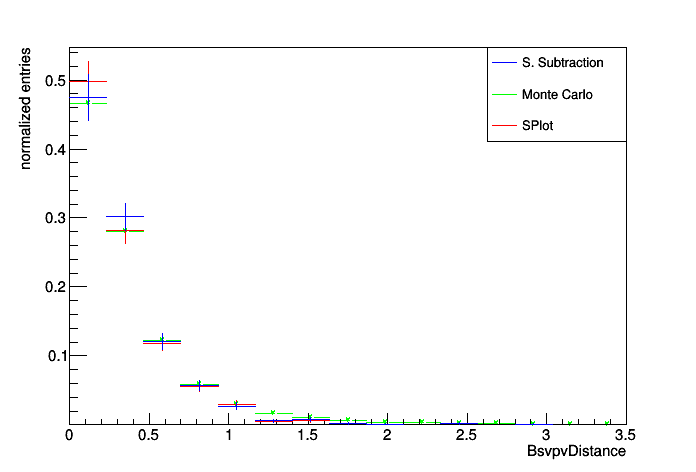 normalized entries
0.5
0.4
0.3
0.2
0.1
S. Subtraction
Monte Carlo
SPlot
0 0.5 1 1.5 2 2.5 3 3.5
BsvpvDistance